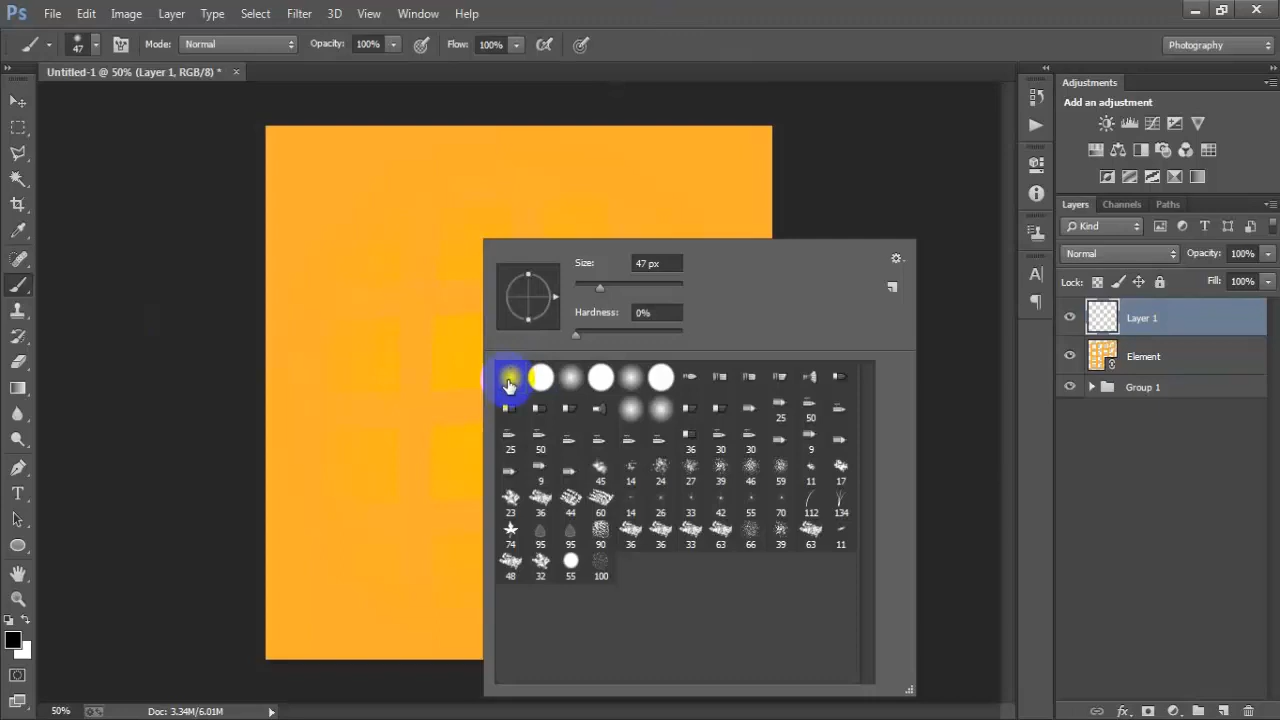 Ps File Edit Image Layer Type Select Filter 3D View Window Help
47 Mode: Normal Opacity: 100% Flow: 100% Photography
Untitled-1 @ 50% (Layer 1, RGB/8) * ×
Adjustments
Add an adjustment
Layers Channels Paths
Kind
Normal Opacity: 100%
Lock: Fill: 100%
Layer 1
Element
Group 1
Size: 47 px
Hardness: 0%
25 50
25 50 36 30 30 9
9 45 14 24 27 39 46 59 11 17
23 36 44 60 14 26 33 42 55 70 112 134
74 95 95 90 36 36 33 63 66 39 63 11
48 32 55 100
50% Doc: 3.34M/6.01M